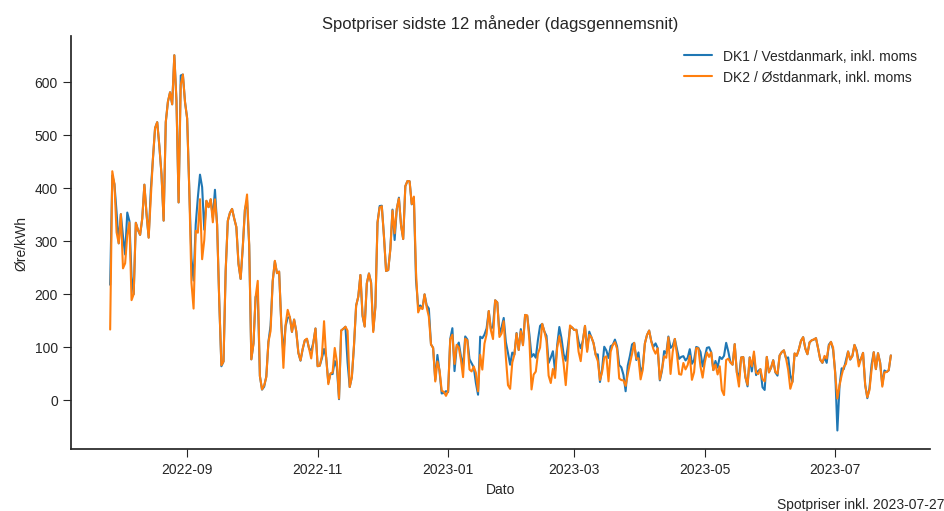 Spotpriser sidste 12 måneder (dagsgennemsnit)
DK1 / Vestdanmark, inkl. moms
DK2 / Østdanmark, inkl. moms
600
500
400
300
200
100
0
Øre/kWh
2022-09
2022-11
2023-01
2023-03
2023-05
2023-07
Dato
Spotpriser inkl. 2023-07-27